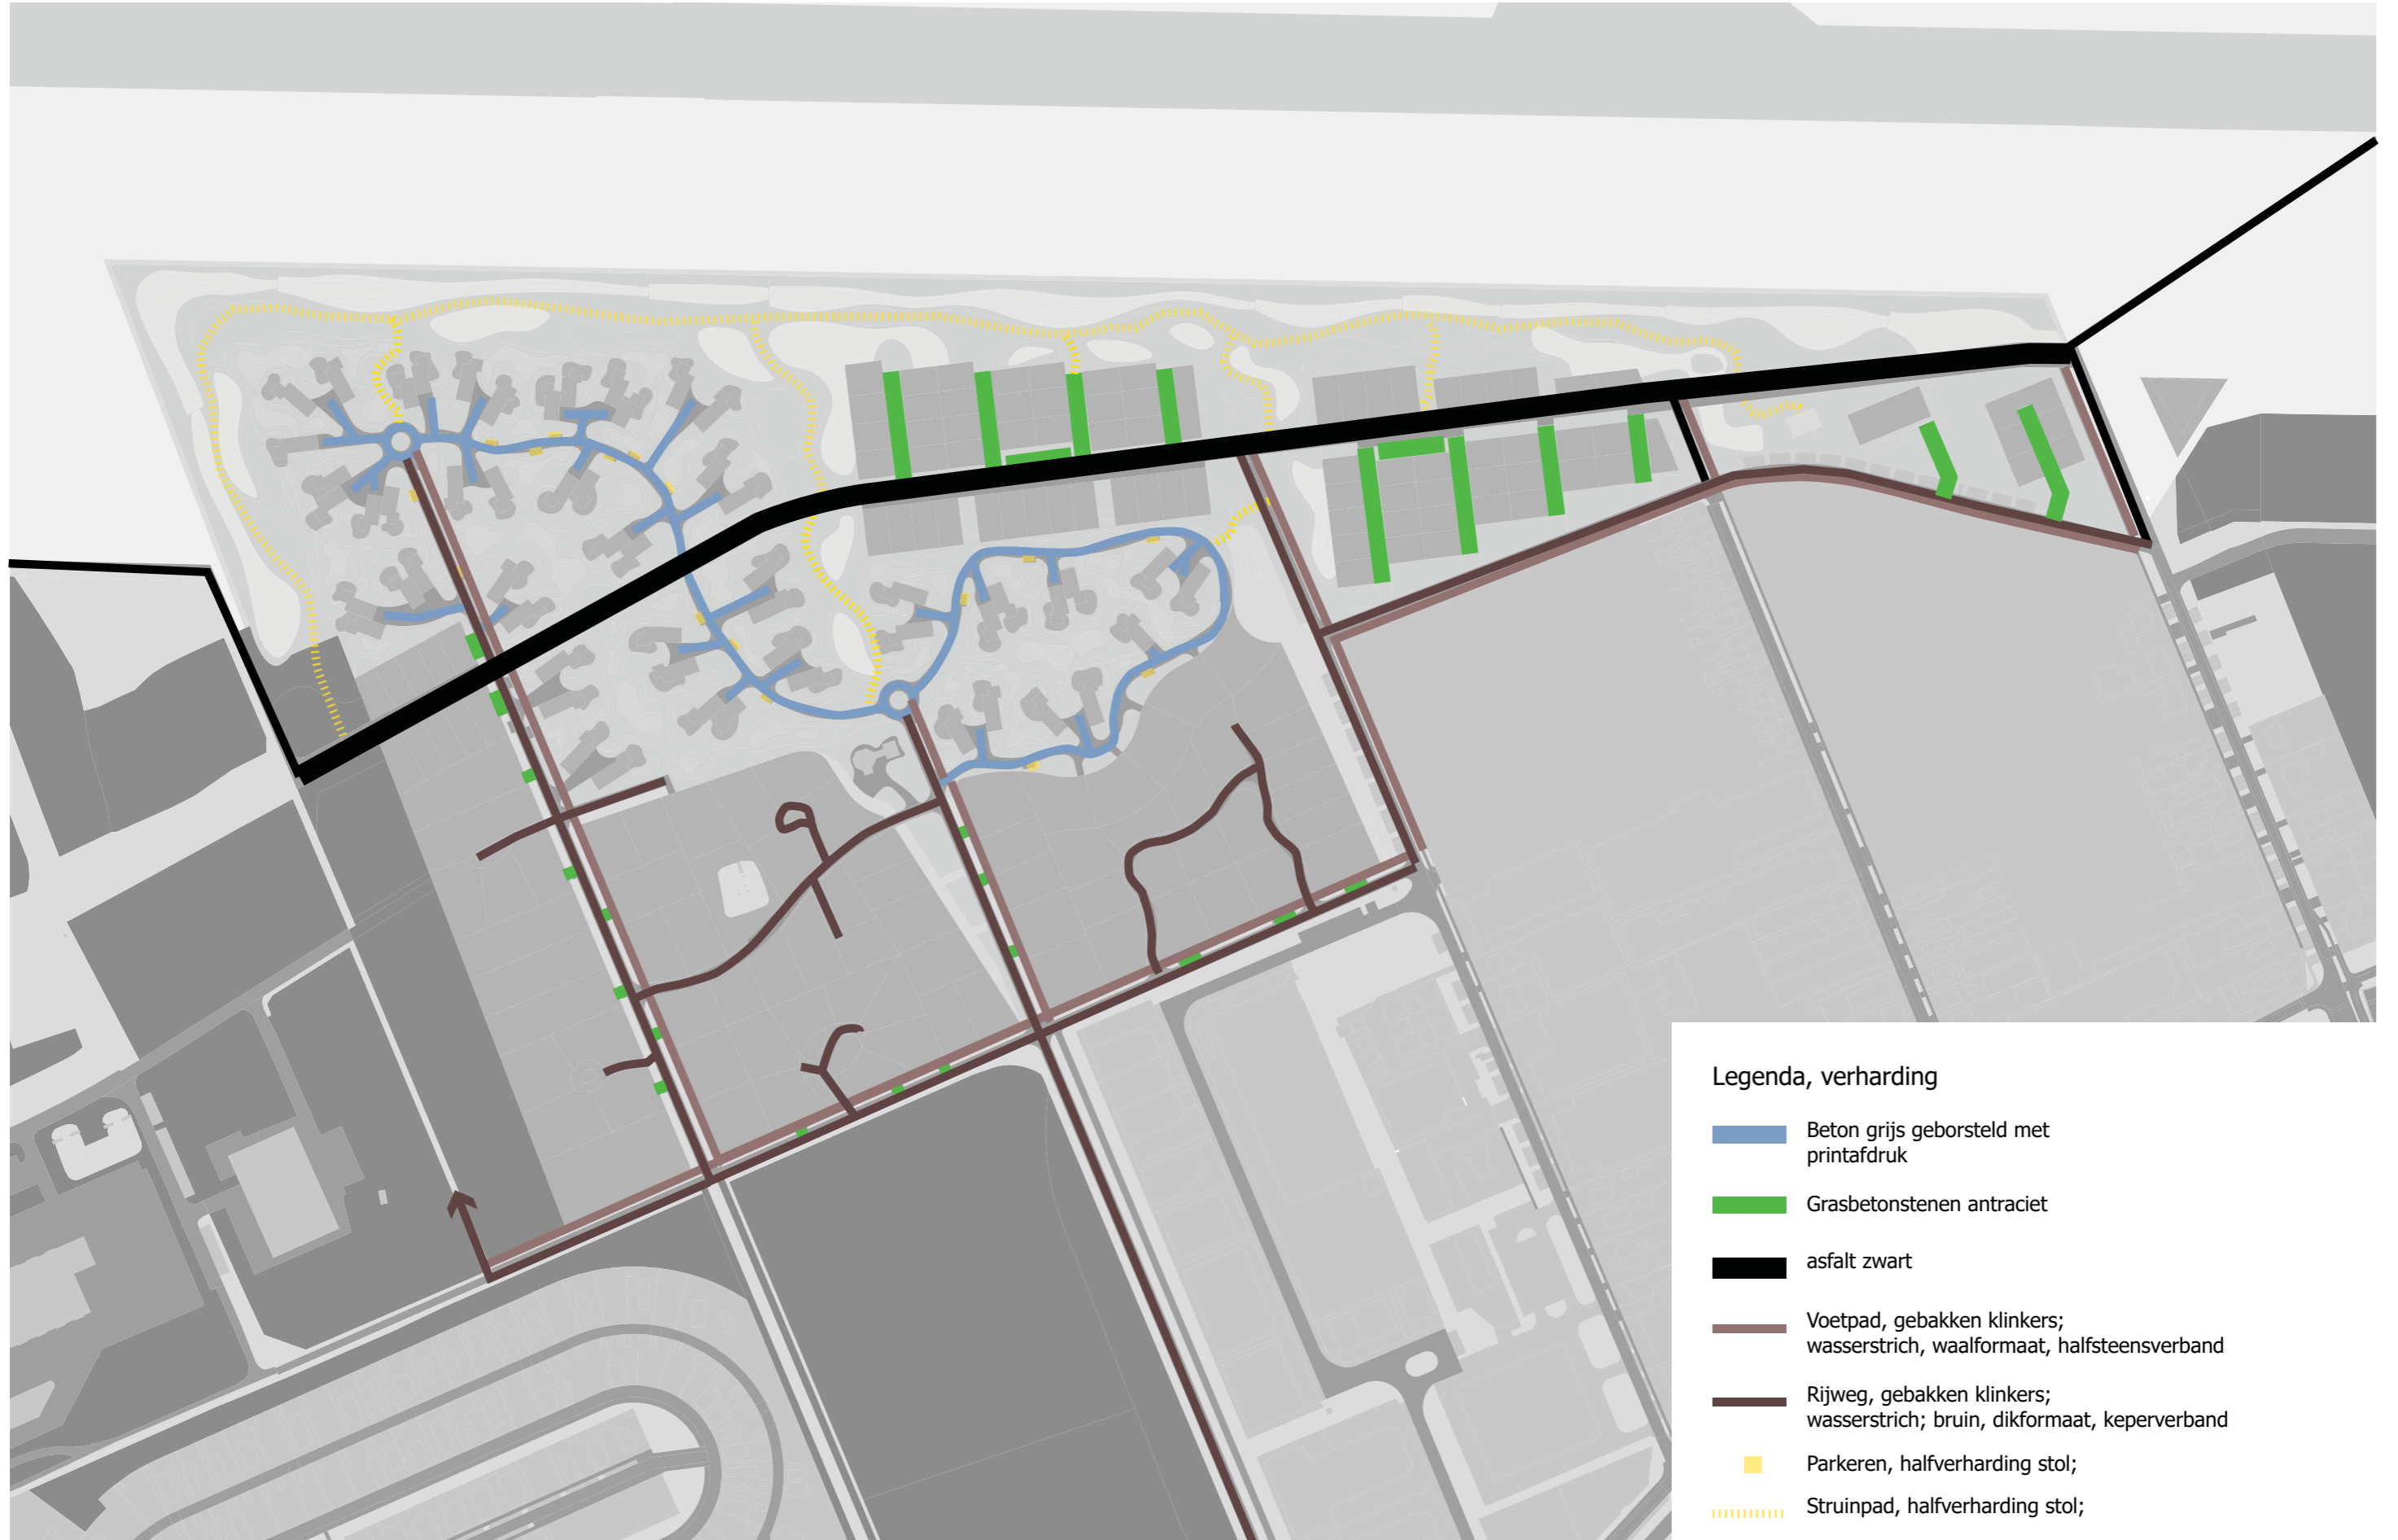 Legenda, verharding
Beton grijs geborsteld met
printafdruk
Grasbetonstenen antraciet
asfalt zwart
Voetpad, gebakken klinkers;
wasserstrich, waalformaat, halfsteensverband
Rijweg, gebakken klinkers;
wasserstrich; bruin, dikformaat, keperverband
Parkeren, halfverharding stol;
Struinpad, halfverharding stol;